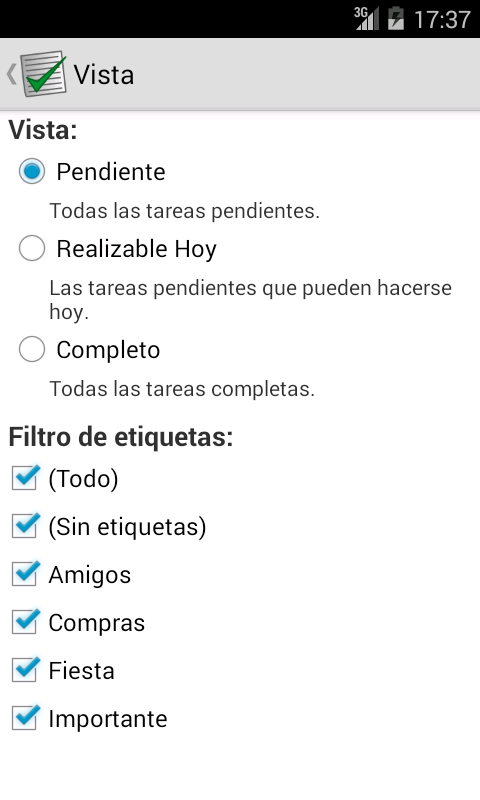 3G 17:37
Vista
Vista:
Pendiente
Todas las tareas pendientes.
Realizable Hoy
Las tareas pendientes que pueden hacerse
hoy.
Completo
Todas las tareas completas.
Filtro de etiquetas:
(Todo)
(Sin etiquetas)
Amigos
Compras
Fiesta
Importante